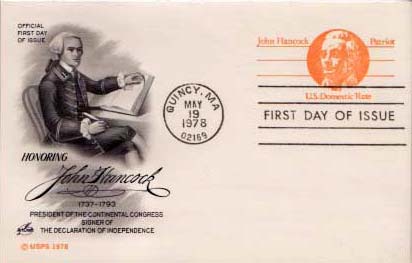 OFFICIAL
FIRST DAY
OF ISSUE
HONORING
John Hancock
1737-1793
PRESIDENT OF THE CONTINENTAL CONGRESS
SIGNER OF
THE DECLARATION OF INDEPENDENCE
© USPS 1978
QUINCY, MA
MAY
19
1978
02169
John Hancock Patriot
U.S. Domestic Rate
FIRST DAY OF ISSUE